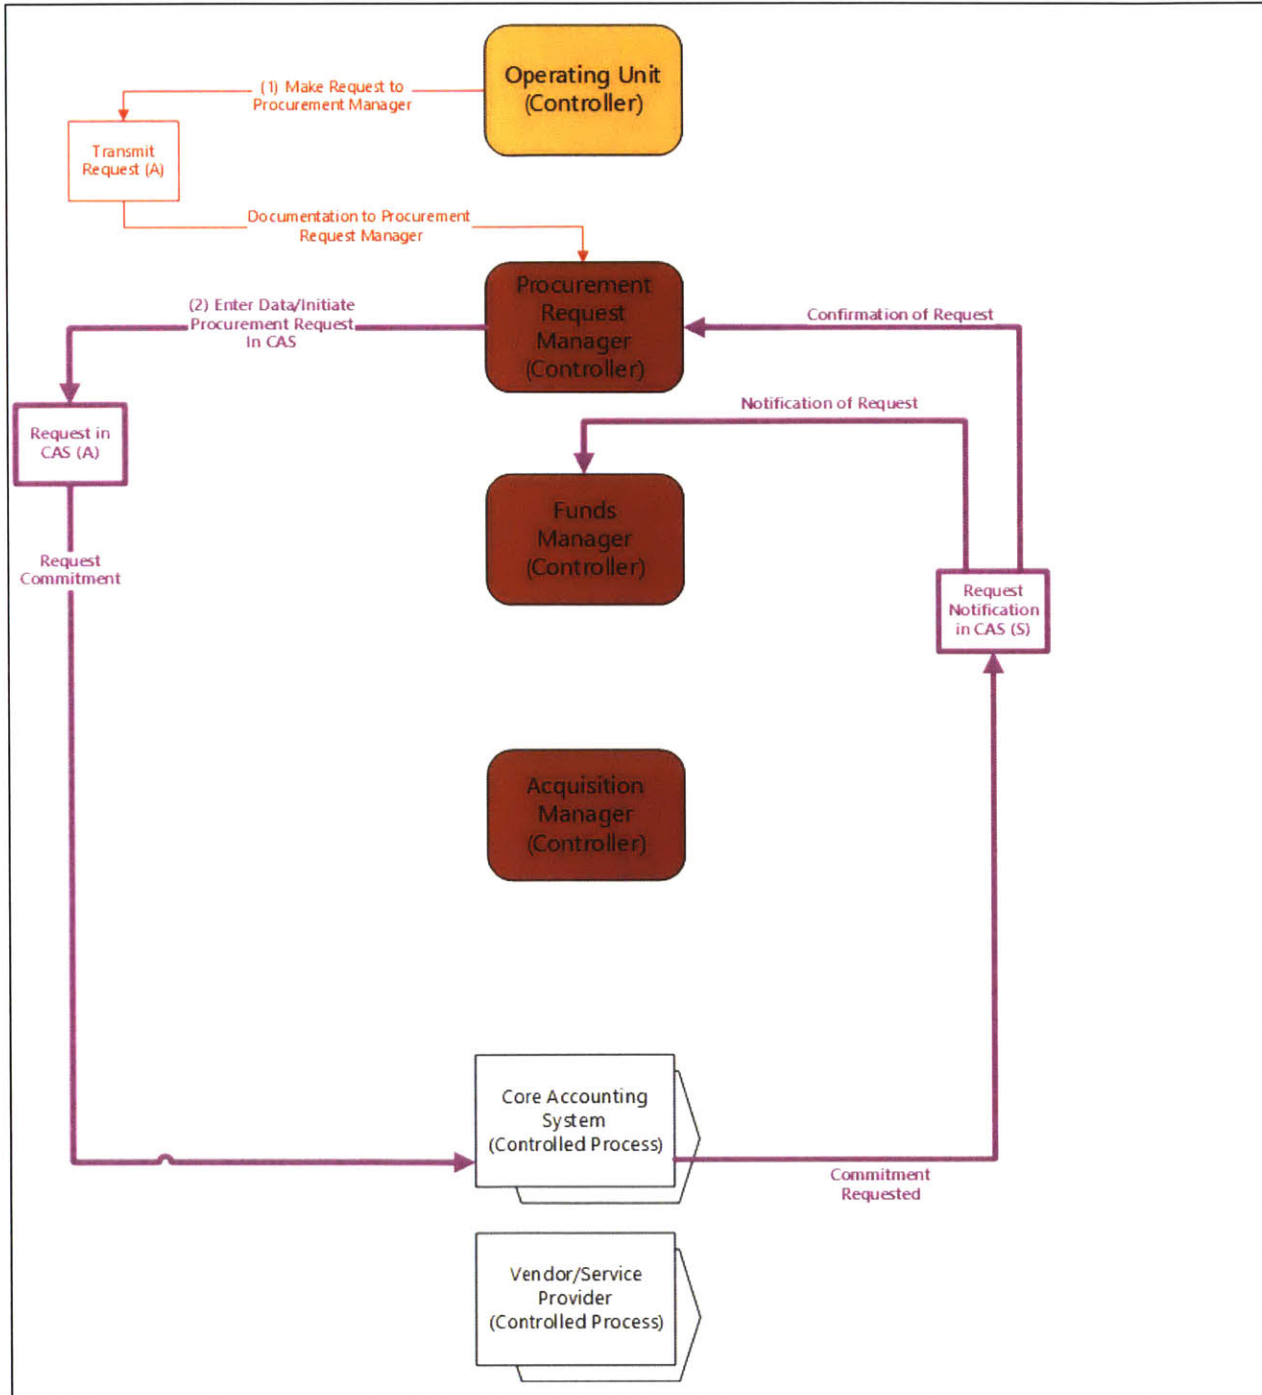 Operating Unit
(Controller)
(1) Make Request to
Procurement Manager
Transmit
Request (A)
Documentation to Procurement
Request Manager
Procurement
Request
Manager
(Controller)
(2) Enter Data/Initiate
Procurement Request
in CAS
Confirmation of Request
Notification of Request
Request in
CAS (A)
Funds
Manager
(Controller)
Request
Commitment
Request
Notification
in CAS (S)
Acquisition
Manager
(Controller)
Core Accounting
System
(Controlled Process)
Commitment
Requested
Vendor/Service
Provider
(Controlled Process)